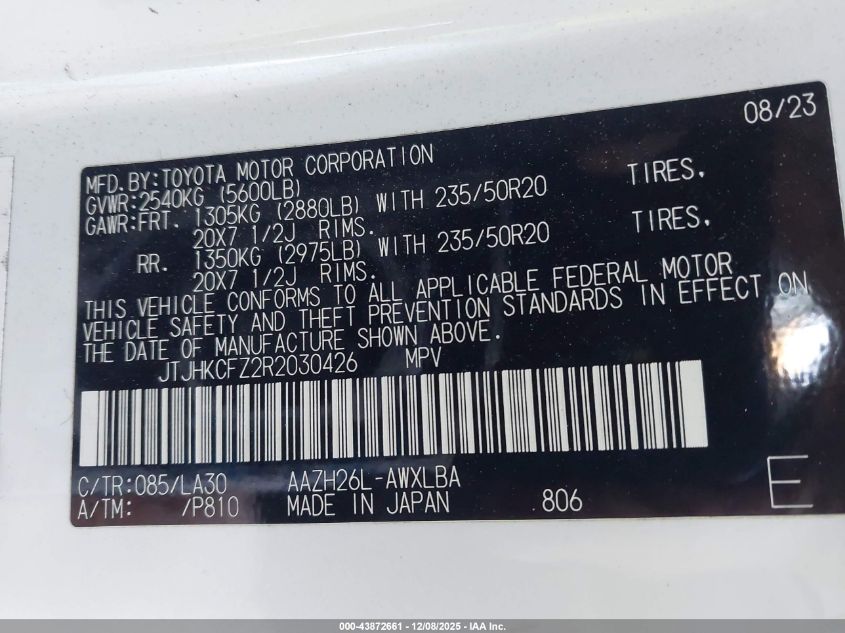 08/23
MFD.BY:TOYOTA MOTOR CORPORATION
GVWR:2540KG (5600LB)
GAWR:FRT. 1305KG (2880LB) WITH 235/50R20 TIRES.
20X7 1/2J RIMS.
RR. 1350KG (2975LB) WITH 235/50R20 TIRES.
20X7 1/2J RIMS.
THIS VEHICLE CONFORMS TO ALL APPLICABLE FEDERAL MOTOR
VEHICLE SAFETY AND THEFT PREVENTION STANDARDS IN EFFECT ON
THE DATE OF MANUFACTURE SHOWN ABOVE.
JTJHKCFZ2R2030426 MPV
C/TR:085/LA30 AAZH26L-AWXLBA
A/TM: /P810 MADE IN JAPAN 806 E
000-43872661 - 12/08/2025 - IAA Inc.